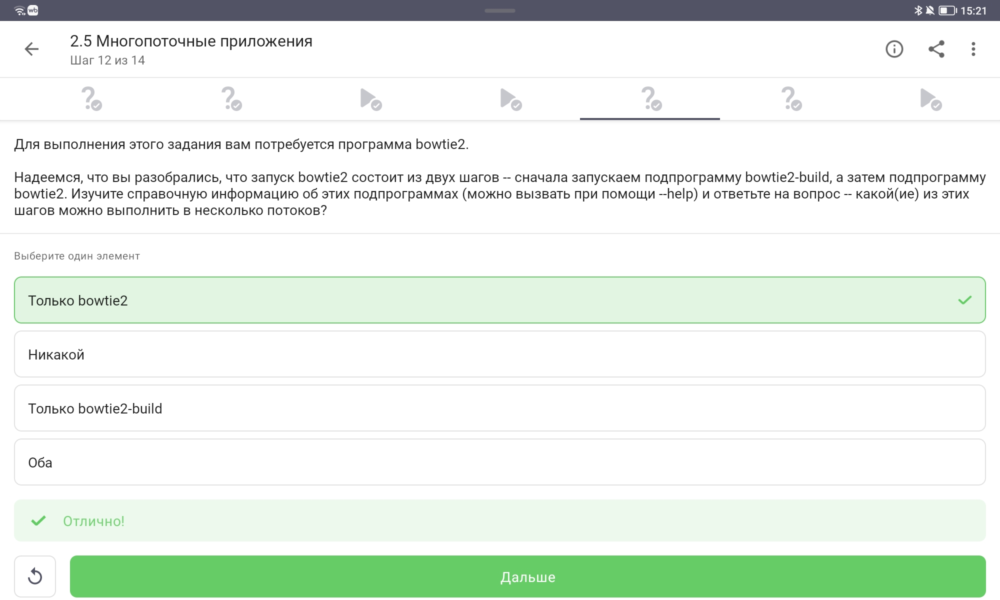 wb
15:21
2.5 Многопоточные приложения
Шаг 12 из 14
Для выполнения этого задания вам потребуется программа bowtie2.
Надеемся, что вы разобрались, что запуск bowtie2 состоит из двух шагов -- сначала запускаем подпрограмму bowtie2-build, а затем подпрограмму
bowtie2. Изучите справочную информацию об этих подпрограммах (можно вызвать при помощи --help) и ответьте на вопрос -- какой(ие) из этих
шагов можно выполнить в несколько потоков?
Выберите один элемент
Только bowtie2
Никакой
Только bowtie2-build
Оба
Отлично!
Дальше